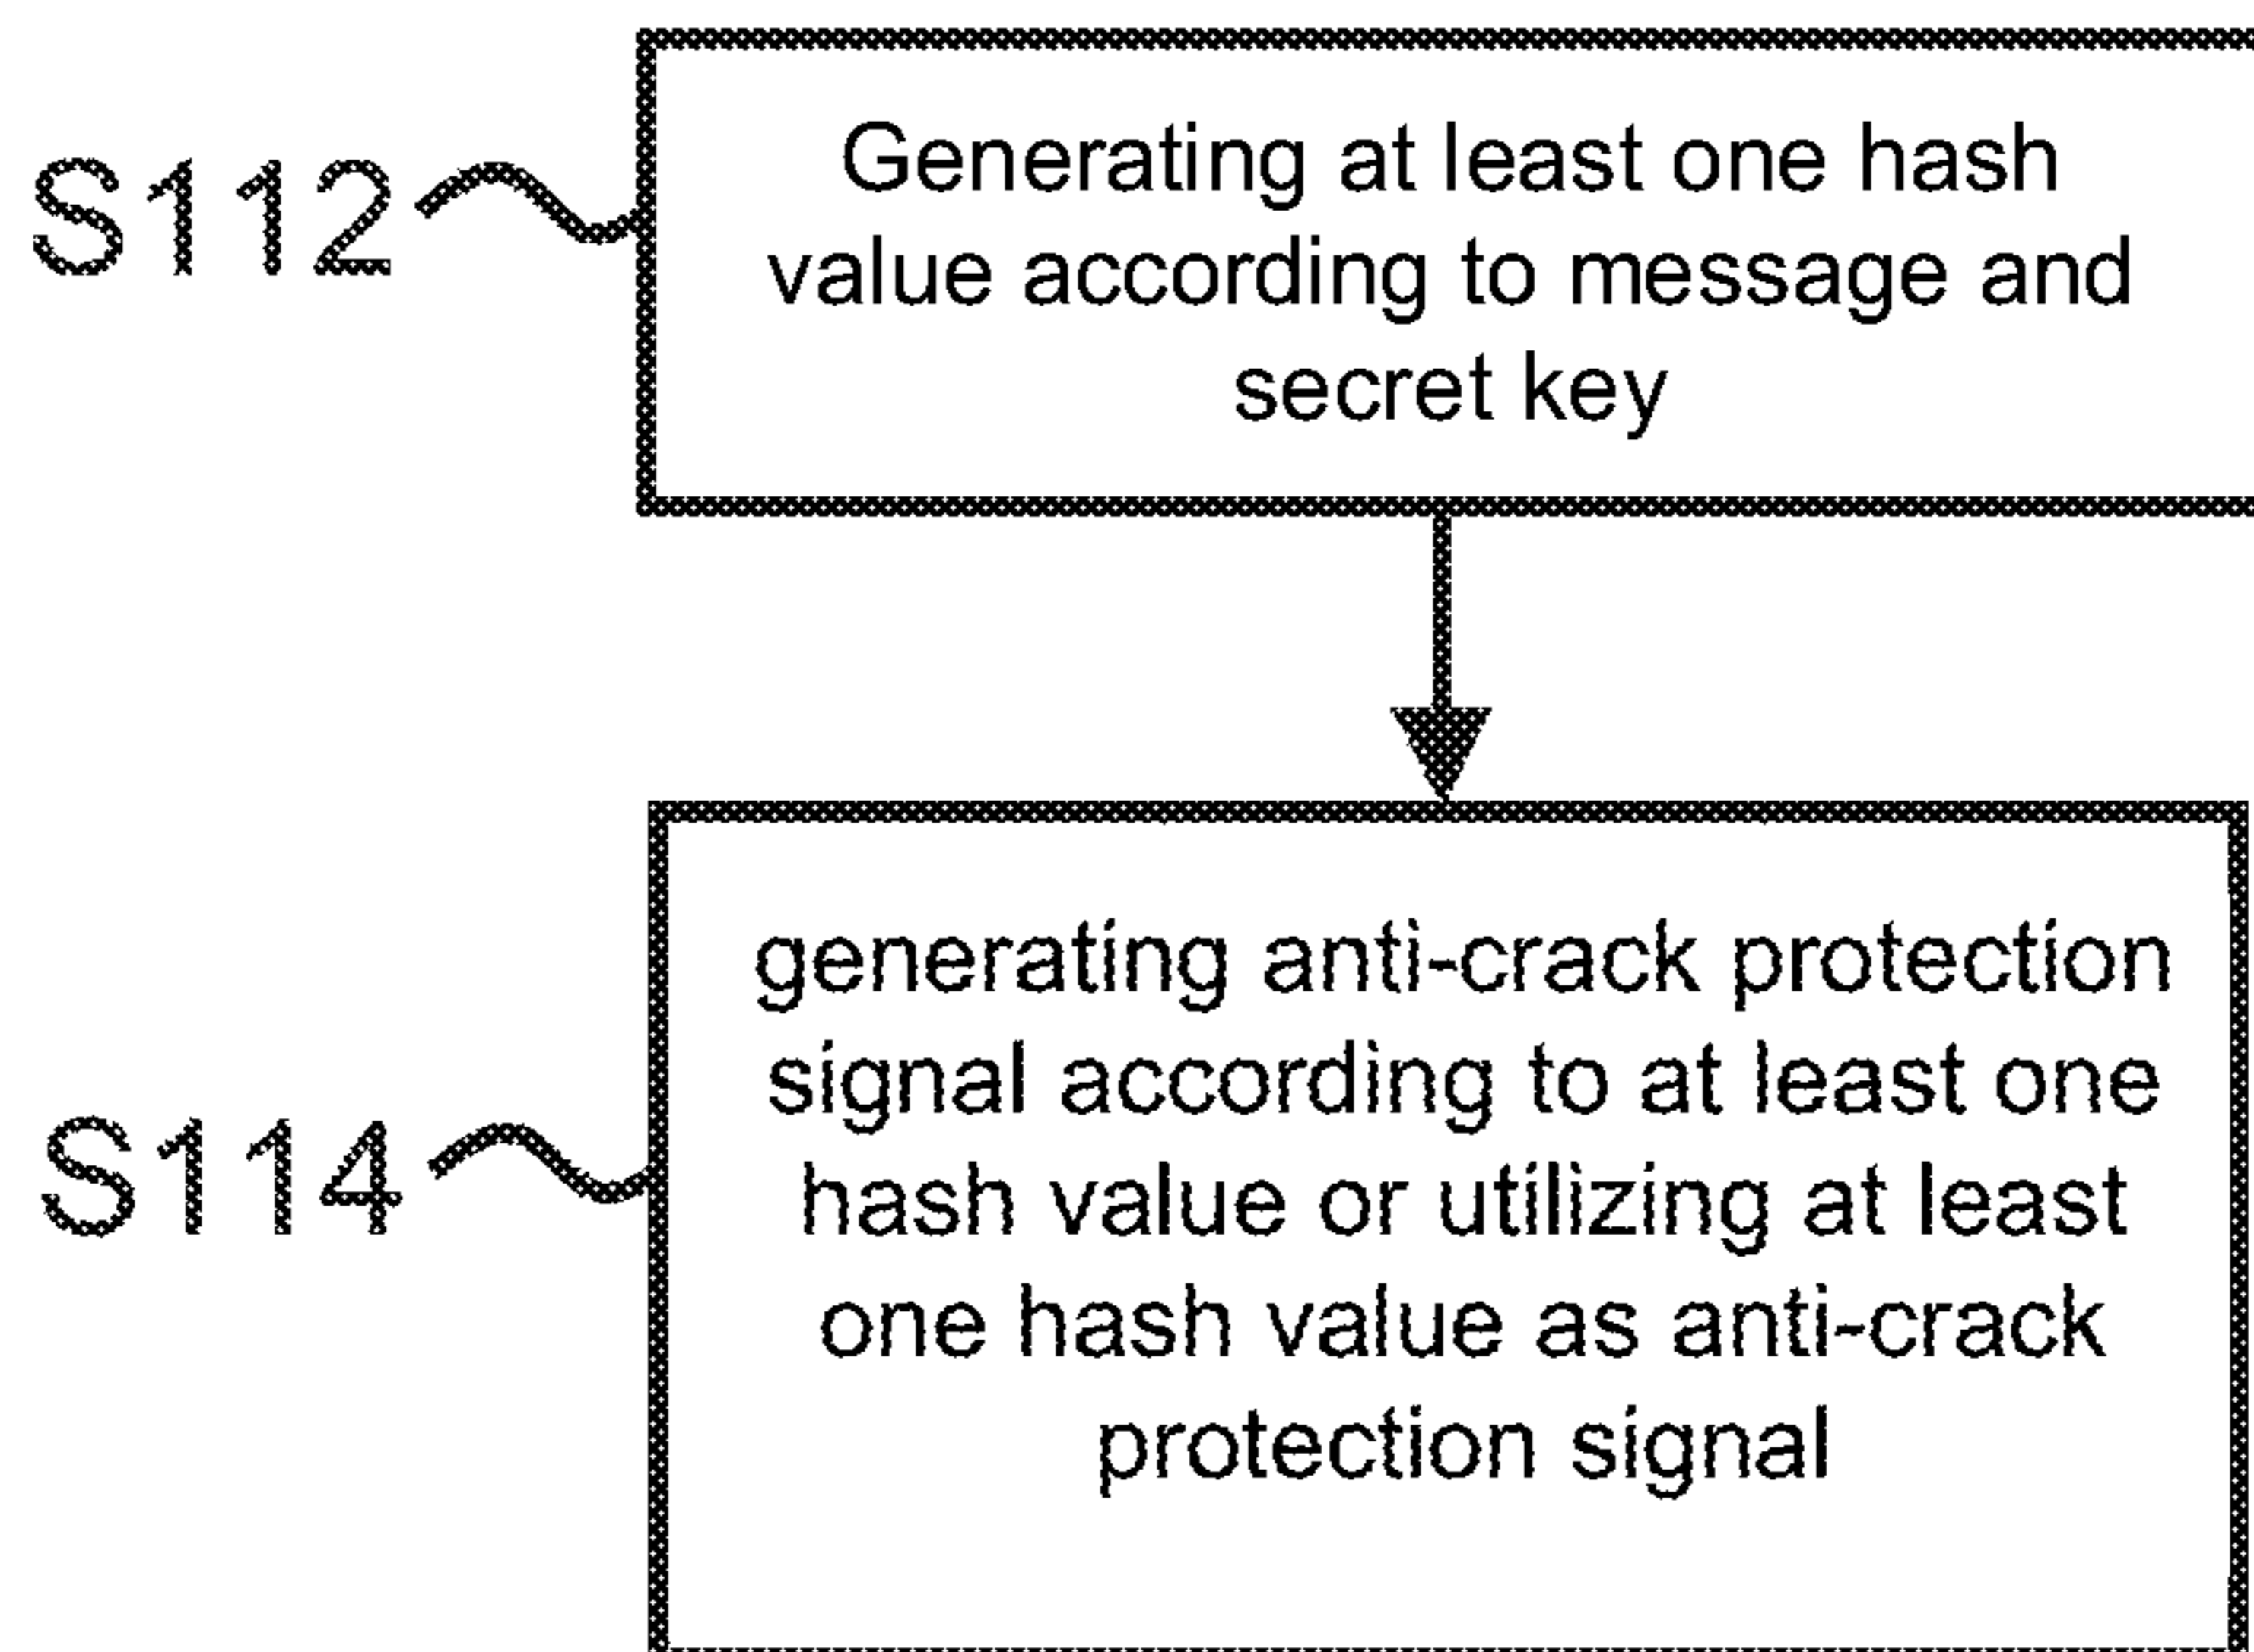 S112
Generating at least one hash
value according to message and
secret key
S114
generating anti-crack protection
signal according to at least one
hash value or utilizing at least
one hash value as anti-crack
protection signal